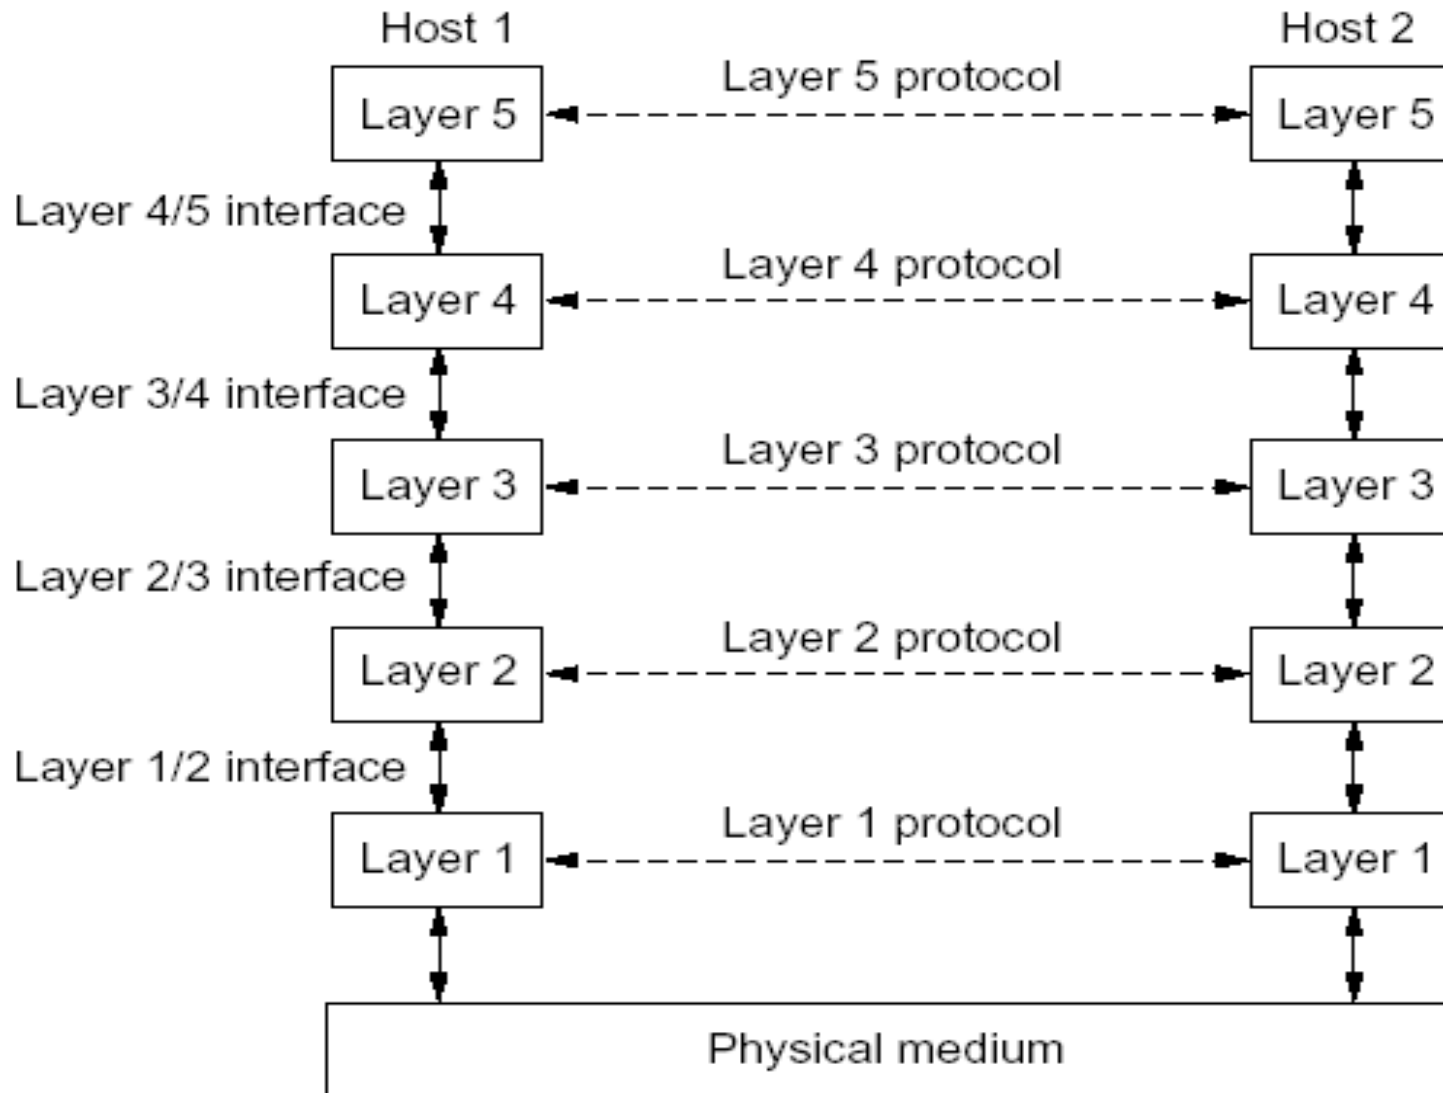 Host 1
Host 2
Layer 5 protocol
Layer 5
Layer 5
Layer 4/5 interface
Layer 4 protocol
Layer 4
Layer 4
Layer 3/4 interface
Layer 3 protocol
Layer 3
Layer 3
Layer 2/3 interface
Layer 2 protocol
Layer 2
Layer 2
Layer 1/2 interface
Layer 1 protocol
Layer 1
Layer 1
Physical medium